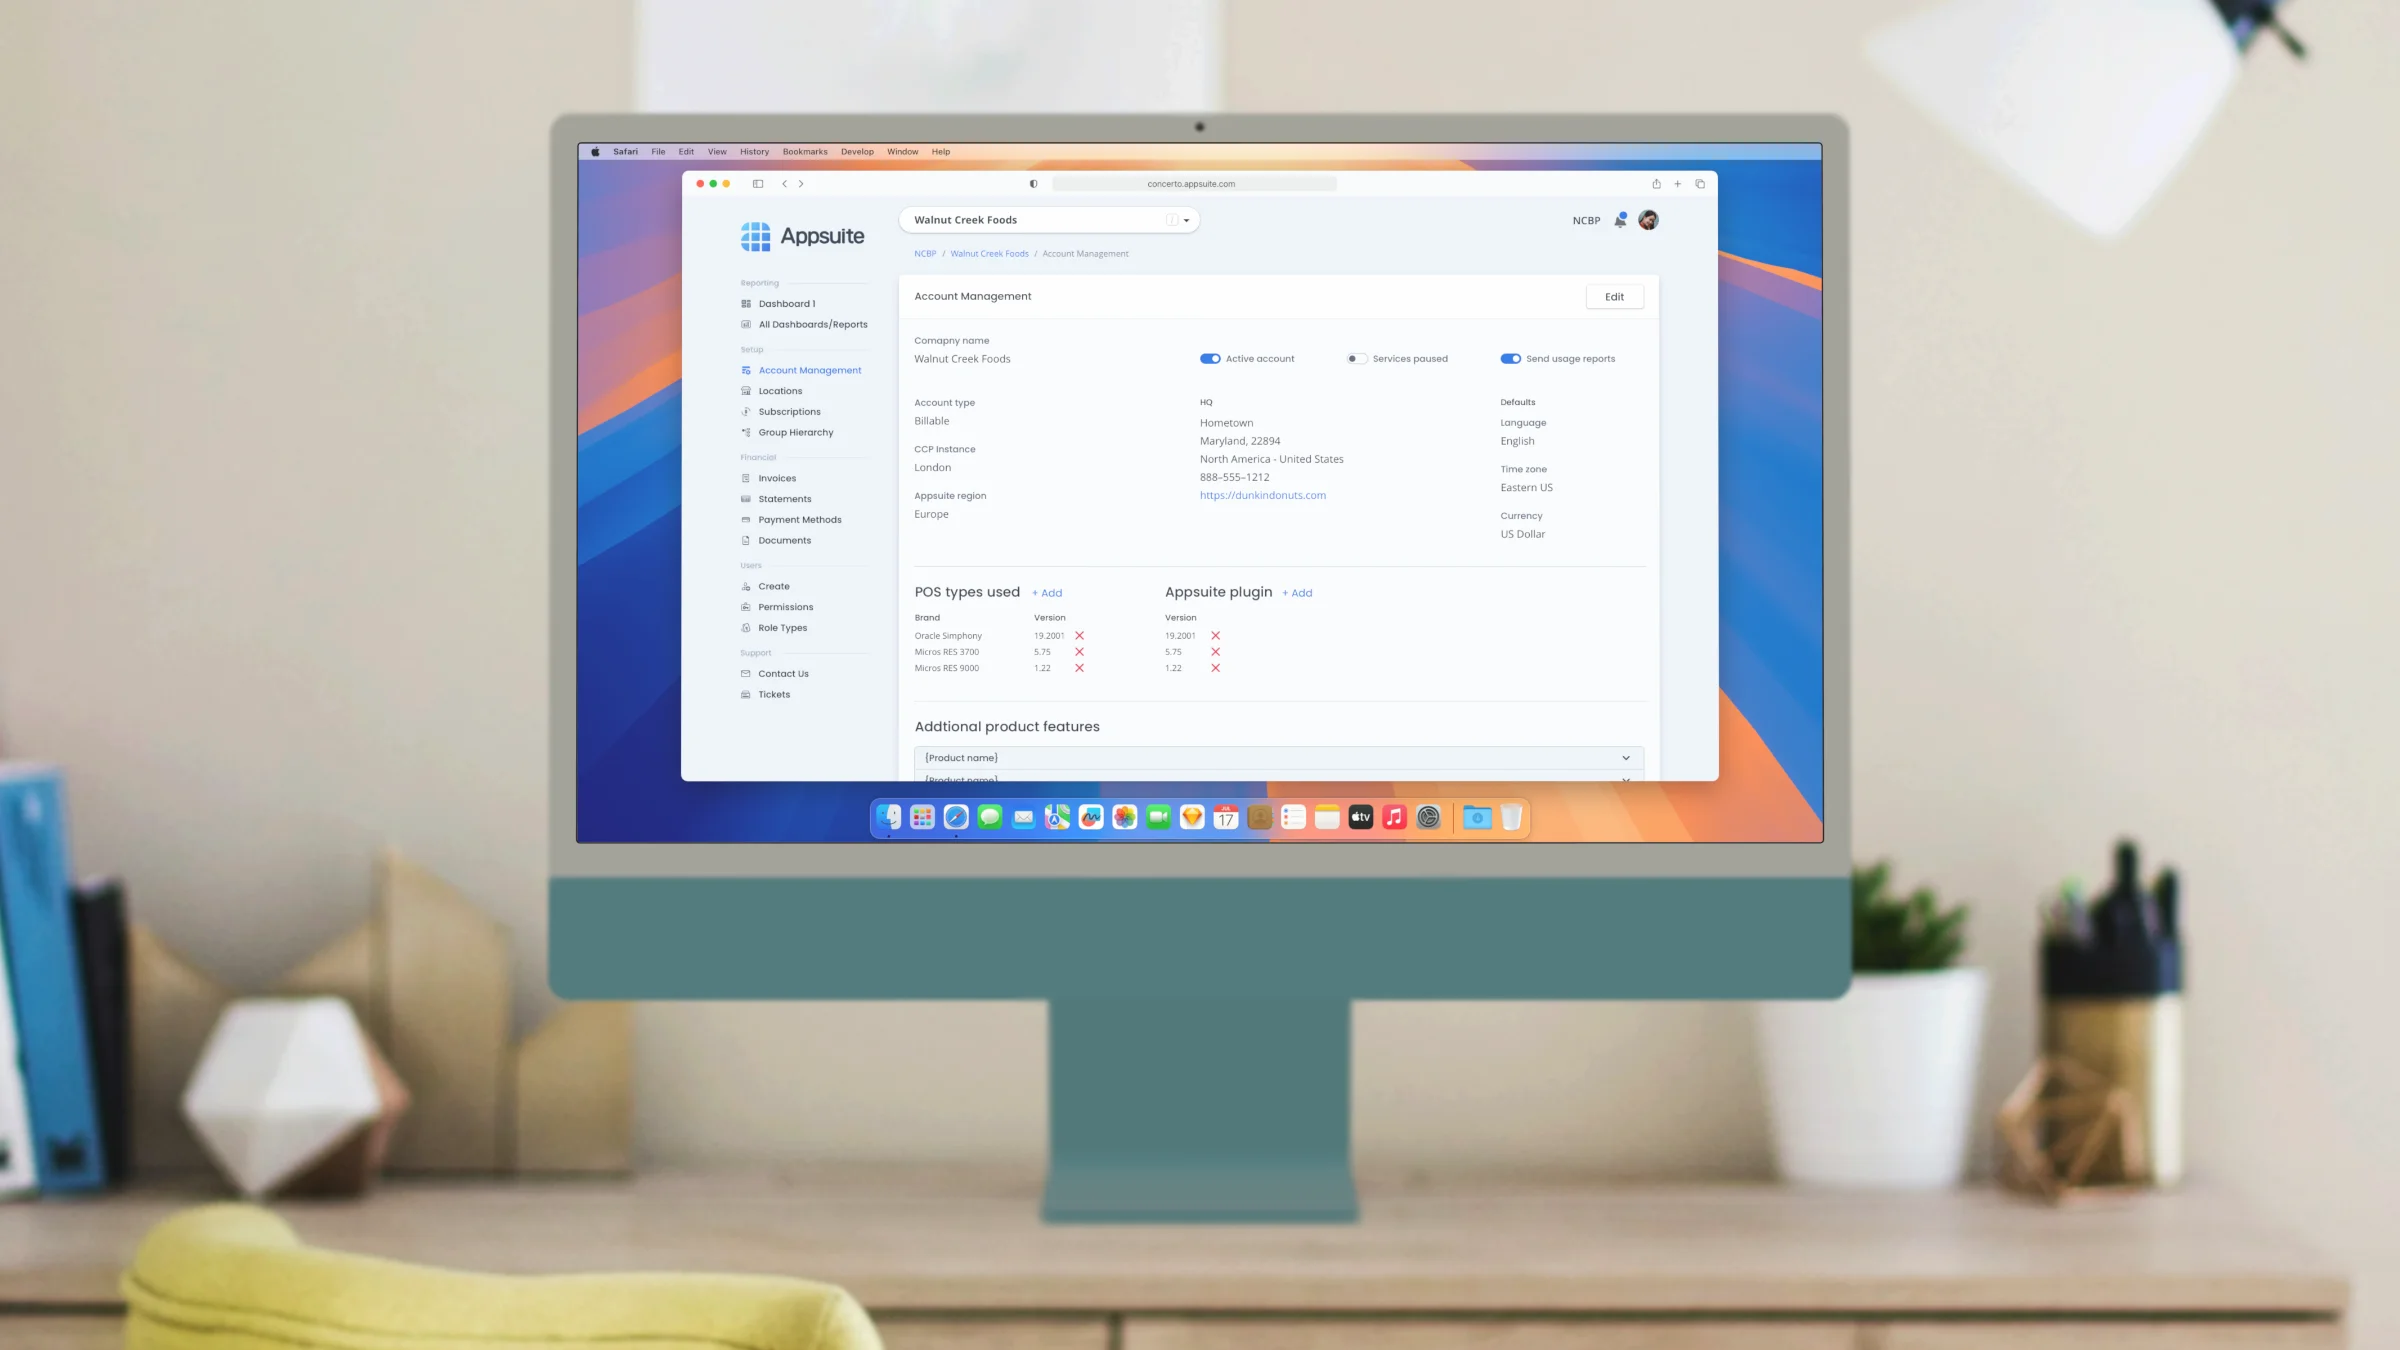 Safari File Edit View History Bookmarks Develop Window Help
concerto.appsuite.com
Appsuite
Walnut Creek Foods /
NCBP
NCBP / Walnut Creek Foods / Account Management
Reporting
Dashboard 1
All Dashboards/Reports
Setup
Account Management
Locations
Subscriptions
Group Hierarchy
Financial
Invoices
Statements
Payment Methods
Documents
Users
Create
Permissions
Role Types
Support
Contact Us
Tickets
Account Management
Edit
Comapny name
Walnut Creek Foods
Active account
Services paused
Send usage reports
Account type
Billable
CCP Instance
London
Appsuite region
Europe
HQ
Hometown
Maryland, 22894
North America - United States
888–555–1212
https://dunkindonuts.com
Defaults
Language
English
Time zone
Eastern US
Currency
US Dollar
POS types used + Add
Brand Version
Oracle Simphony 19.2001
Micros RES 3700 5.75
Micros RES 9000 1.22
Appsuite plugin + Add
Version
19.2001
5.75
1.22
Addtional product features
{Product name}
{Product name}
JUL
17
tv